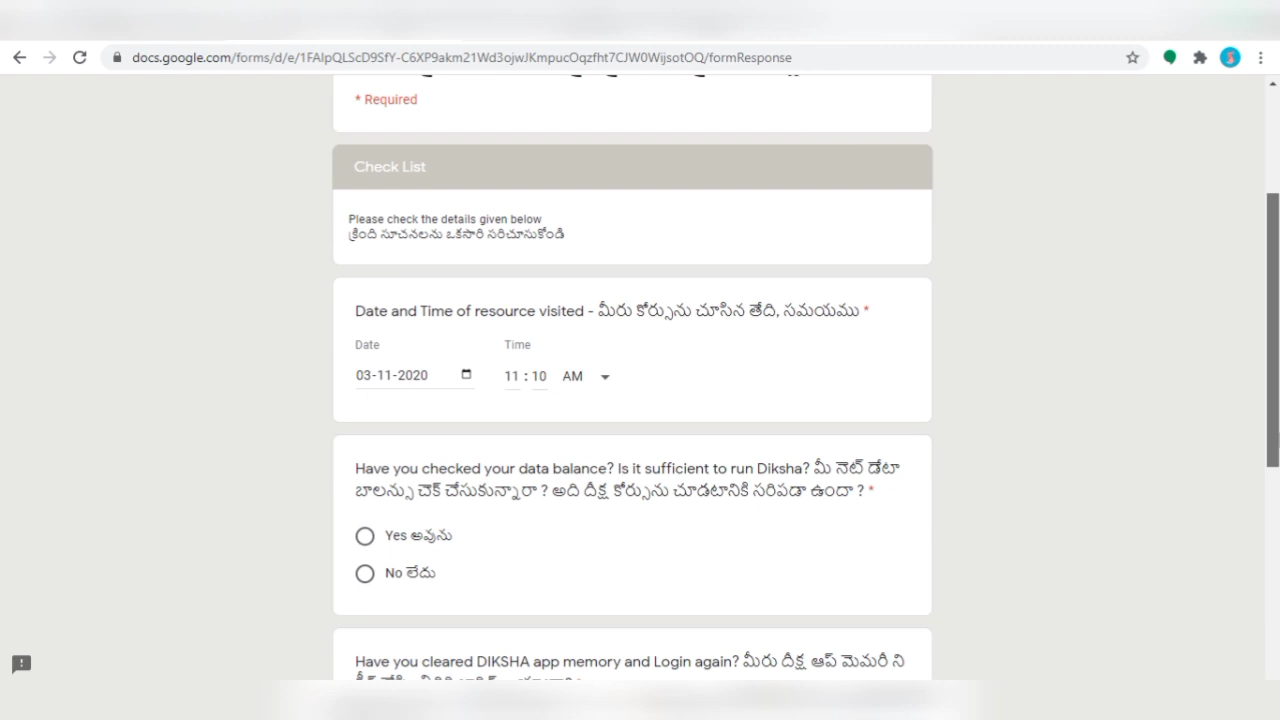 docs.google.com/forms/d/e/1FAIpQLScD9SfY-C6XP9akm21Wd3ojwJKmpucOqzfht7CJW0WijsotOQ/formResponse
* Required
Check List
Please check the details given below
క్రింది సూచనలను ఒకసారి సరిచూసుకోండి
Date and Time of resource visited - మీరు కోర్సును చూసిన తేది, సమయము *
Date Time
03-11-2020 11 : 10 AM
Have you checked your data balance? Is it sufficient to run Diksha? మీ నెట్ డేటా
బాలన్సు చెక్ చేసుకున్నారా ? అది దీక్ష కోర్సును చూడటానికి సరిపడా ఉందా ? *
Yes అవును
No లేదు
Have you cleared DIKSHA app memory and Login again? మీరు దీక్ష ఆప్ మెమరీ ని